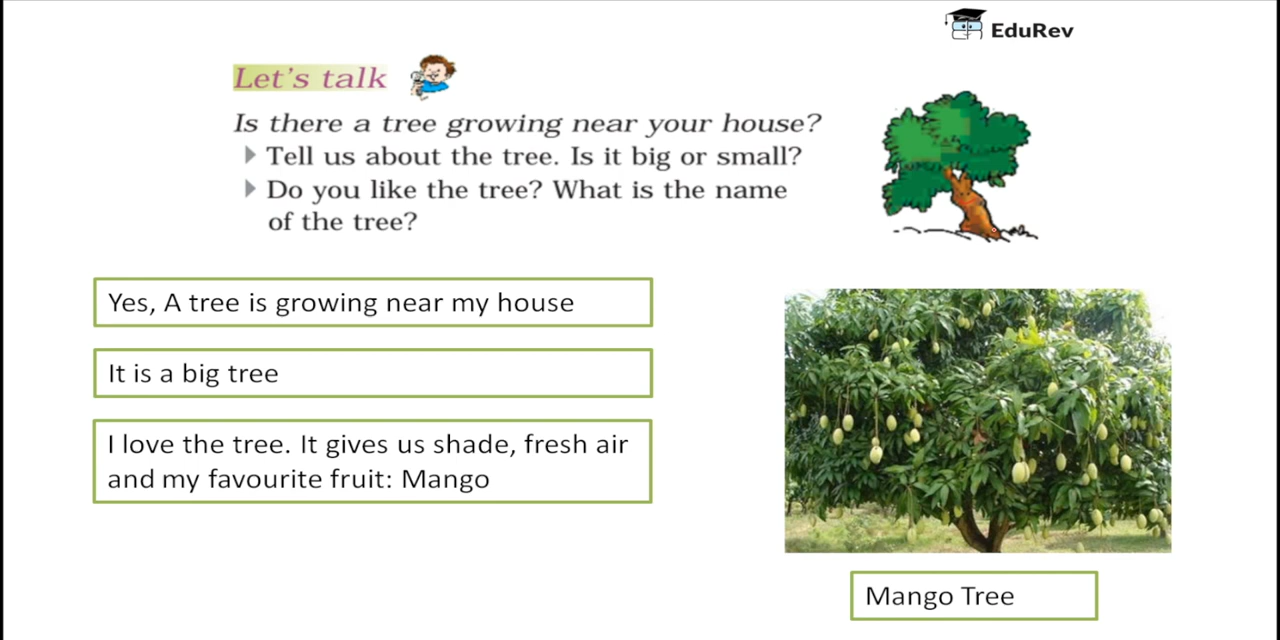 EduRev
Let's talk
Is there a tree growing near your house?
Tell us about the tree. Is it big or small?
Do you like the tree? What is the name
of the tree?
Yes, A tree is growing near my house
It is a big tree
I love the tree. It gives us shade, fresh air
and my favourite fruit: Mango
Mango Tree